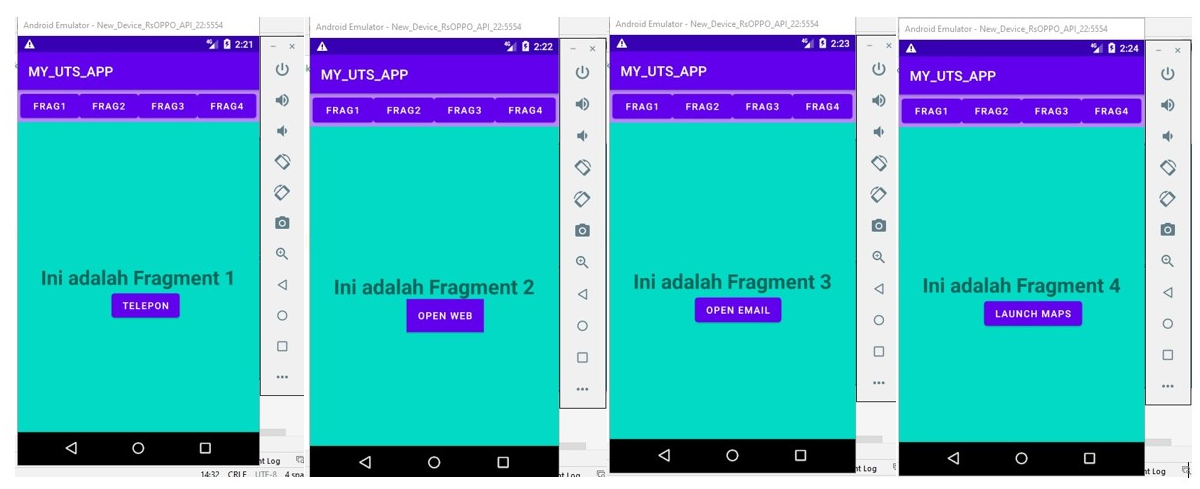 Android Emulator - New_Device_RsOPPO_API_22:5554
4G 2:21
MY_UTS_APP
FRAG1 FRAG2 FRAG3 FRAG4
Ini adalah Fragment 1
TELEPON
nt Log
14:32 CRLF UTF-8 4 spa
Android Emulator - New_Device_RsOPPO_API_22:5554
4G 2:22
MY_UTS_APP
FRAG1 FRAG2 FRAG3 FRAG4
Ini adalah Fragment 2
OPEN WEB
nt Log
Android Emulator - New_Device_RsOPPO_API_22:5554
4G 2:23
MY_UTS_APP
FRAG1 FRAG2 FRAG3 FRAG4
Ini adalah Fragment 3
OPEN EMAIL
nt Log
Android Emulator - New_Device_RsOPPO_API_22:5554
4G 2:24
MY_UTS_APP
FRAG1 FRAG2 FRAG3 FRAG4
Ini adalah Fragment 4
LAUNCH MAPS
nt Log